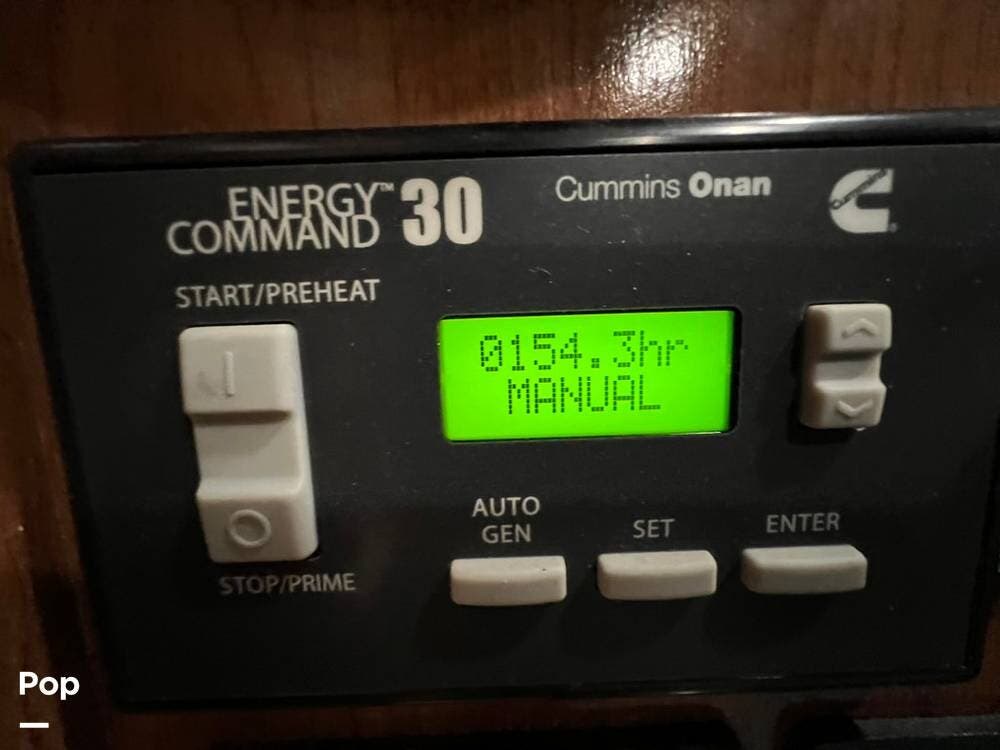 ENERGY™
COMMAND 30
Cummins Onan
START/PREHEAT
0154.3hr
MANUAL
AUTO
GEN
SET
ENTER
STOP/PRIME
Pop